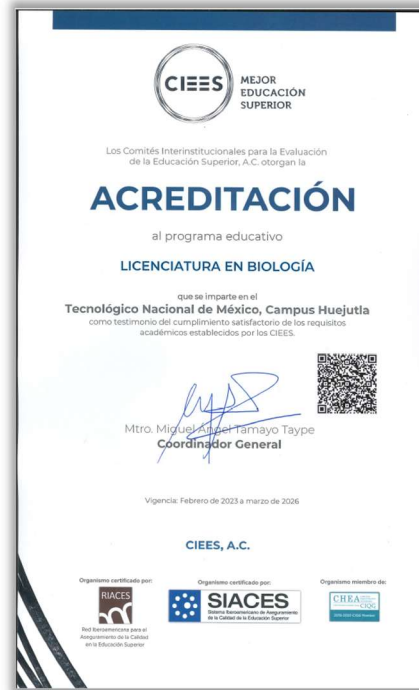 CIEES
MEJOR
EDUCACIÓN
SUPERIOR
Los Comités Interinstitucionales para la Evaluación
de la Educación Superior, A.C. otorgan la
ACREDITACIÓN
al programa educativo
LICENCIATURA EN BIOLOGÍA
que se imparte en el
Tecnológico Nacional de México, Campus Huejutla
como testimonio del cumplimiento satisfactorio de los requisitos
académicos establecidos por los CIEES.
Mtro. Miguel Ángel Tamayo Taype
Coordinador General
Vigencia: Febrero de 2023 a marzo de 2026
CIEES, A.C.
Organismo certificado por:
RIACES
Red Iberoamericana para el
Aseguramiento de la Calidad
en la Educación Superior
Organismo certificado por:
SIACES
Sistema Iberoamericano de Aseguramiento
de la Calidad de la Educación Superior
Organismo miembro de:
CHEA
CIQG